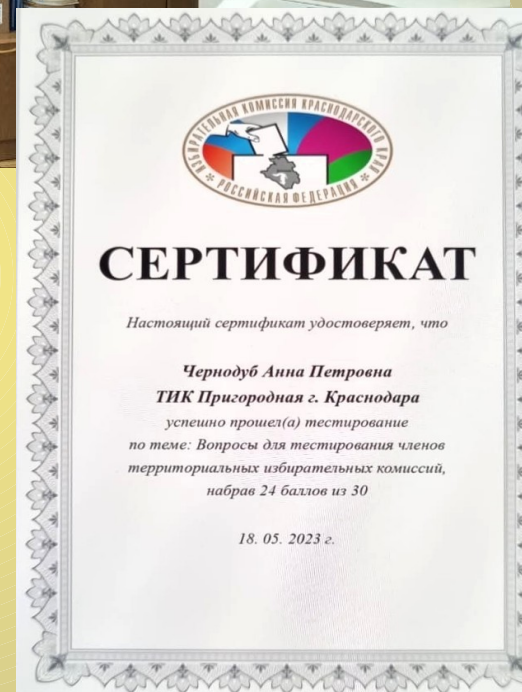 ИЗБИРАТЕЛЬНАЯ КОМИССИЯ КРАСНОДАРСКОГО КРАЯ
* РОССИЙСКАЯ ФЕДЕРАЦИЯ *
СЕРТИФИКАТ
Настоящий сертификат удостоверяет, что
Чернодуб Анна Петровна
ТИК Пригородная г. Краснодара
успешно прошел(а) тестирование
по теме: Вопросы для тестирования членов
территориальных избирательных комиссий,
набрав 24 баллов из 30
18. 05. 2023 г.